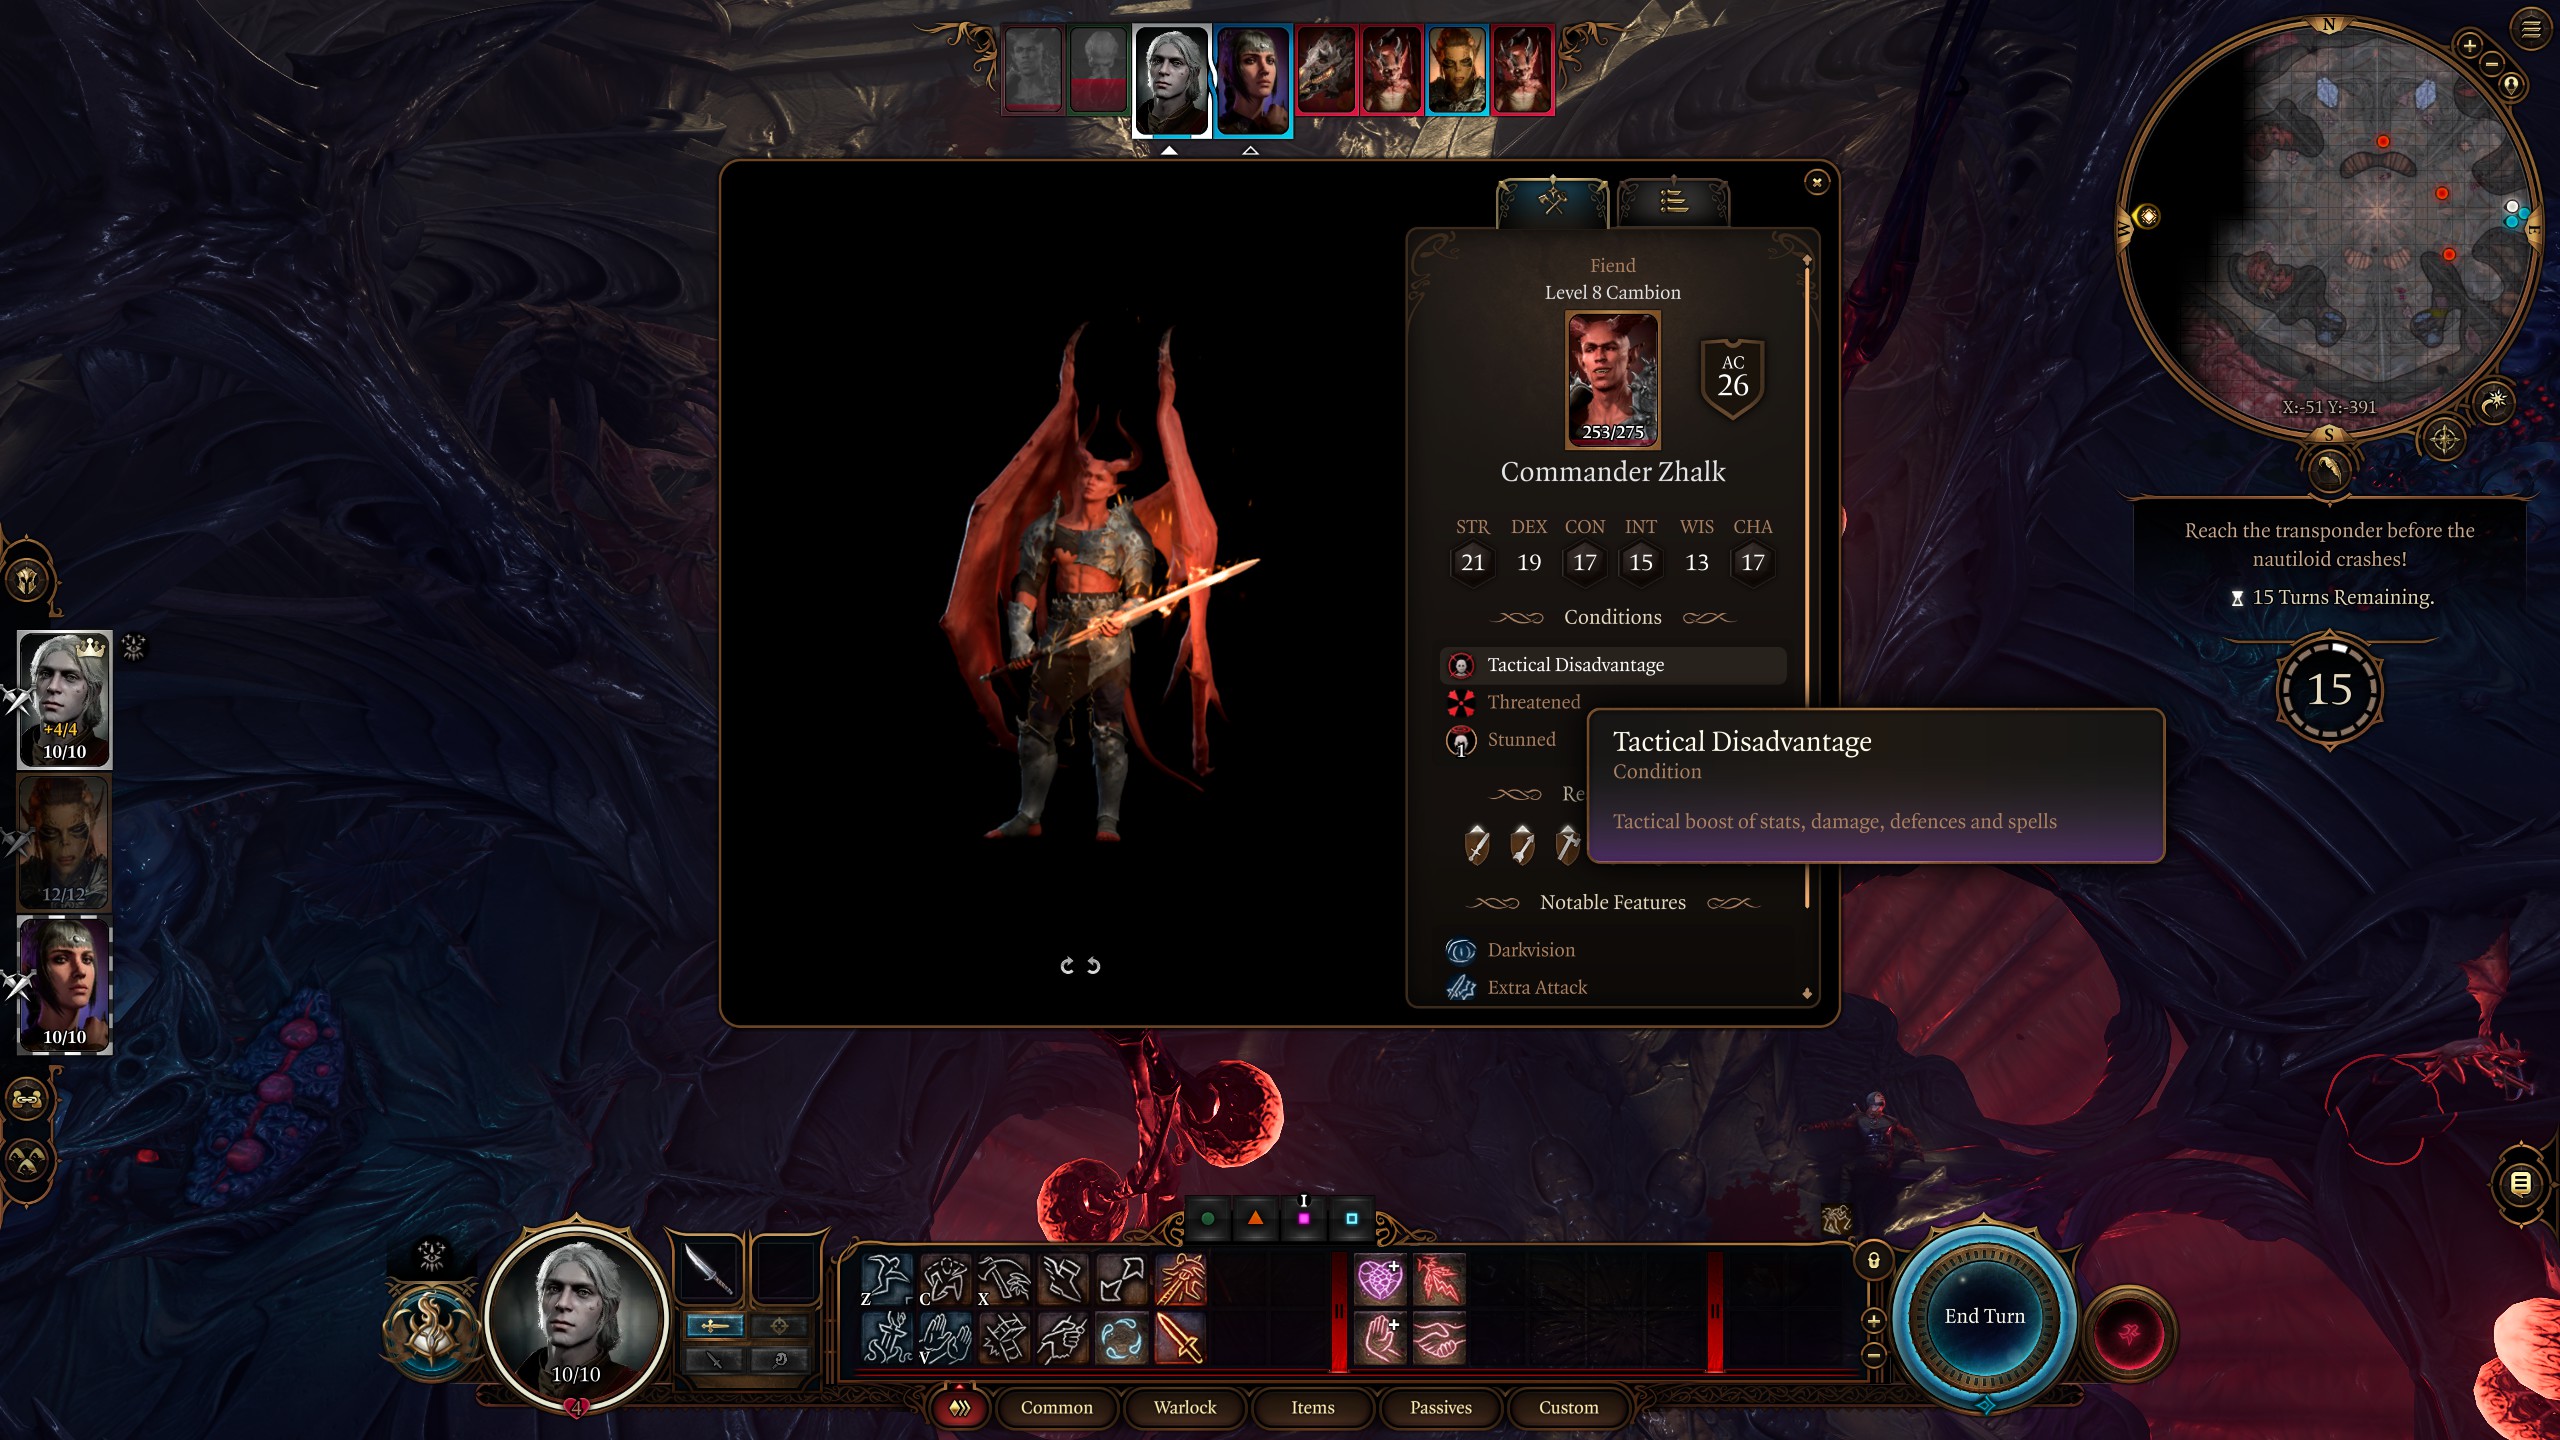 N
W
E
S
X:-51 Y:-391
Fiend
Level 8 Cambion
AC
26
253/275
Commander Zhalk
STR DEX CON INT WIS CHA
21 19 17 15 13 17
Conditions
Tactical Disadvantage
Threatened
1
Stunned
Re
Tactical Disadvantage
Condition
Tactical boost of stats, damage, defences and spells
Notable Features
Darkvision
Extra Attack
Reach the transponder before the
nautiloid crashes!
15 Turns Remaining.
15
+4/4
10/10
12/12
10/10
I
Z
C
X
V
10/10
4
End Turn
Common
Warlock
Items
Passives
Custom